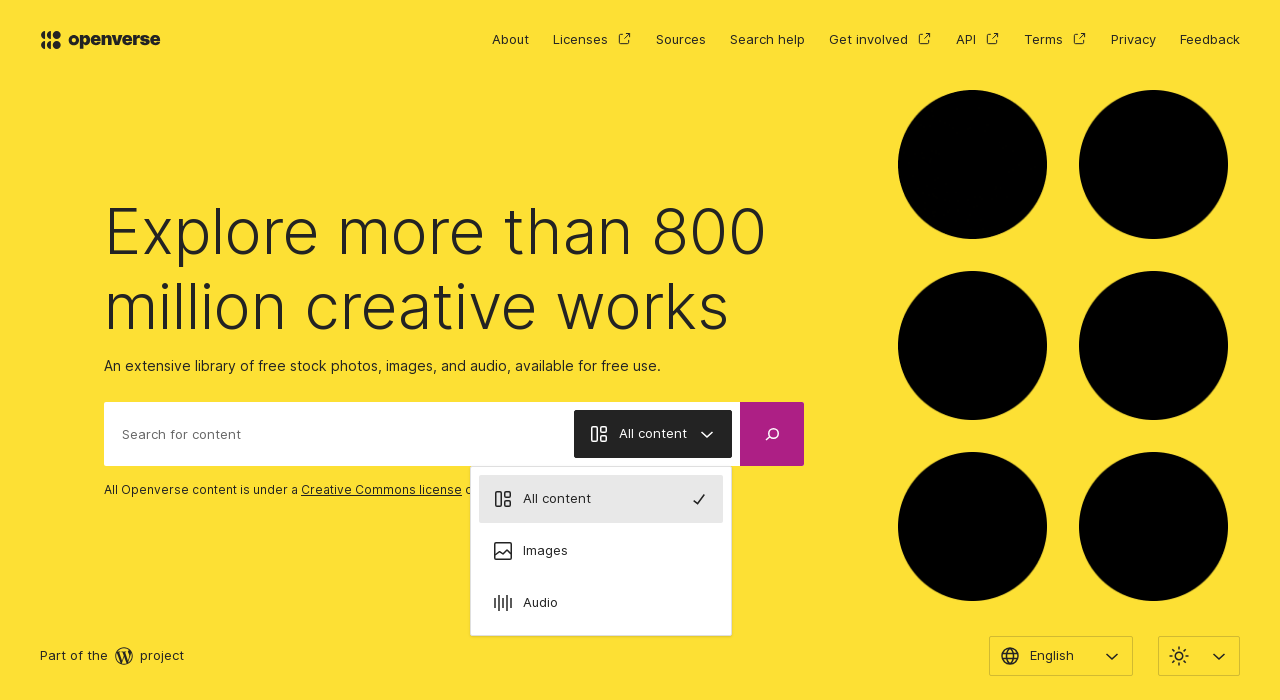 openverse
About
Licenses
Sources
Search help
Get involved
API
Terms
Privacy
Feedback
Explore more than 800
million creative works
An extensive library of free stock photos, images, and audio, available for free use.
Search for content
All content
All Openverse content is under a Creative Commons license
All content
Images
Audio
Part of the
project
English